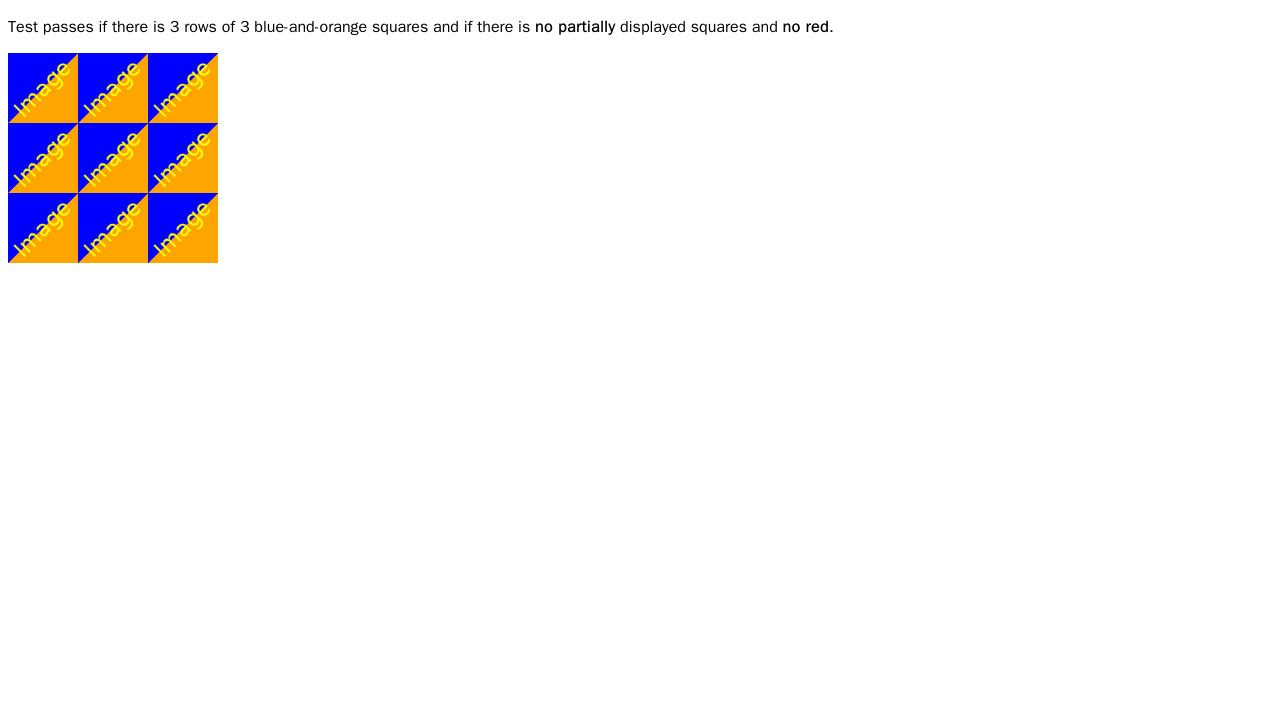 Test passes if there is 3 rows of 3 blue-and-orange squares and if there is no partially displayed squares and no red.
Image Image Image
Image Image Image
Image Image Image